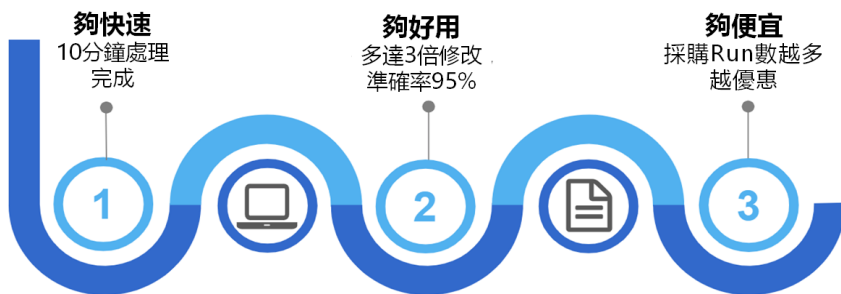 夠快速
10分鐘處理
完成
夠好用
多達3倍修改
準確率95%
夠便宜
採購Run數越多
越優惠
1
2
3